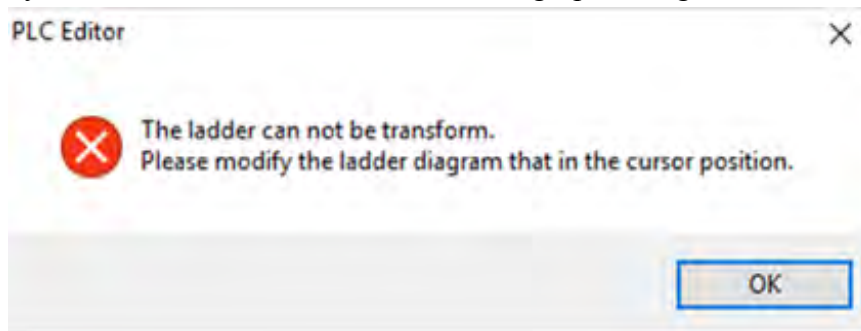 PLC Editor
The ladder can not be transform.
Please modify the ladder diagram that in the cursor position.
OK